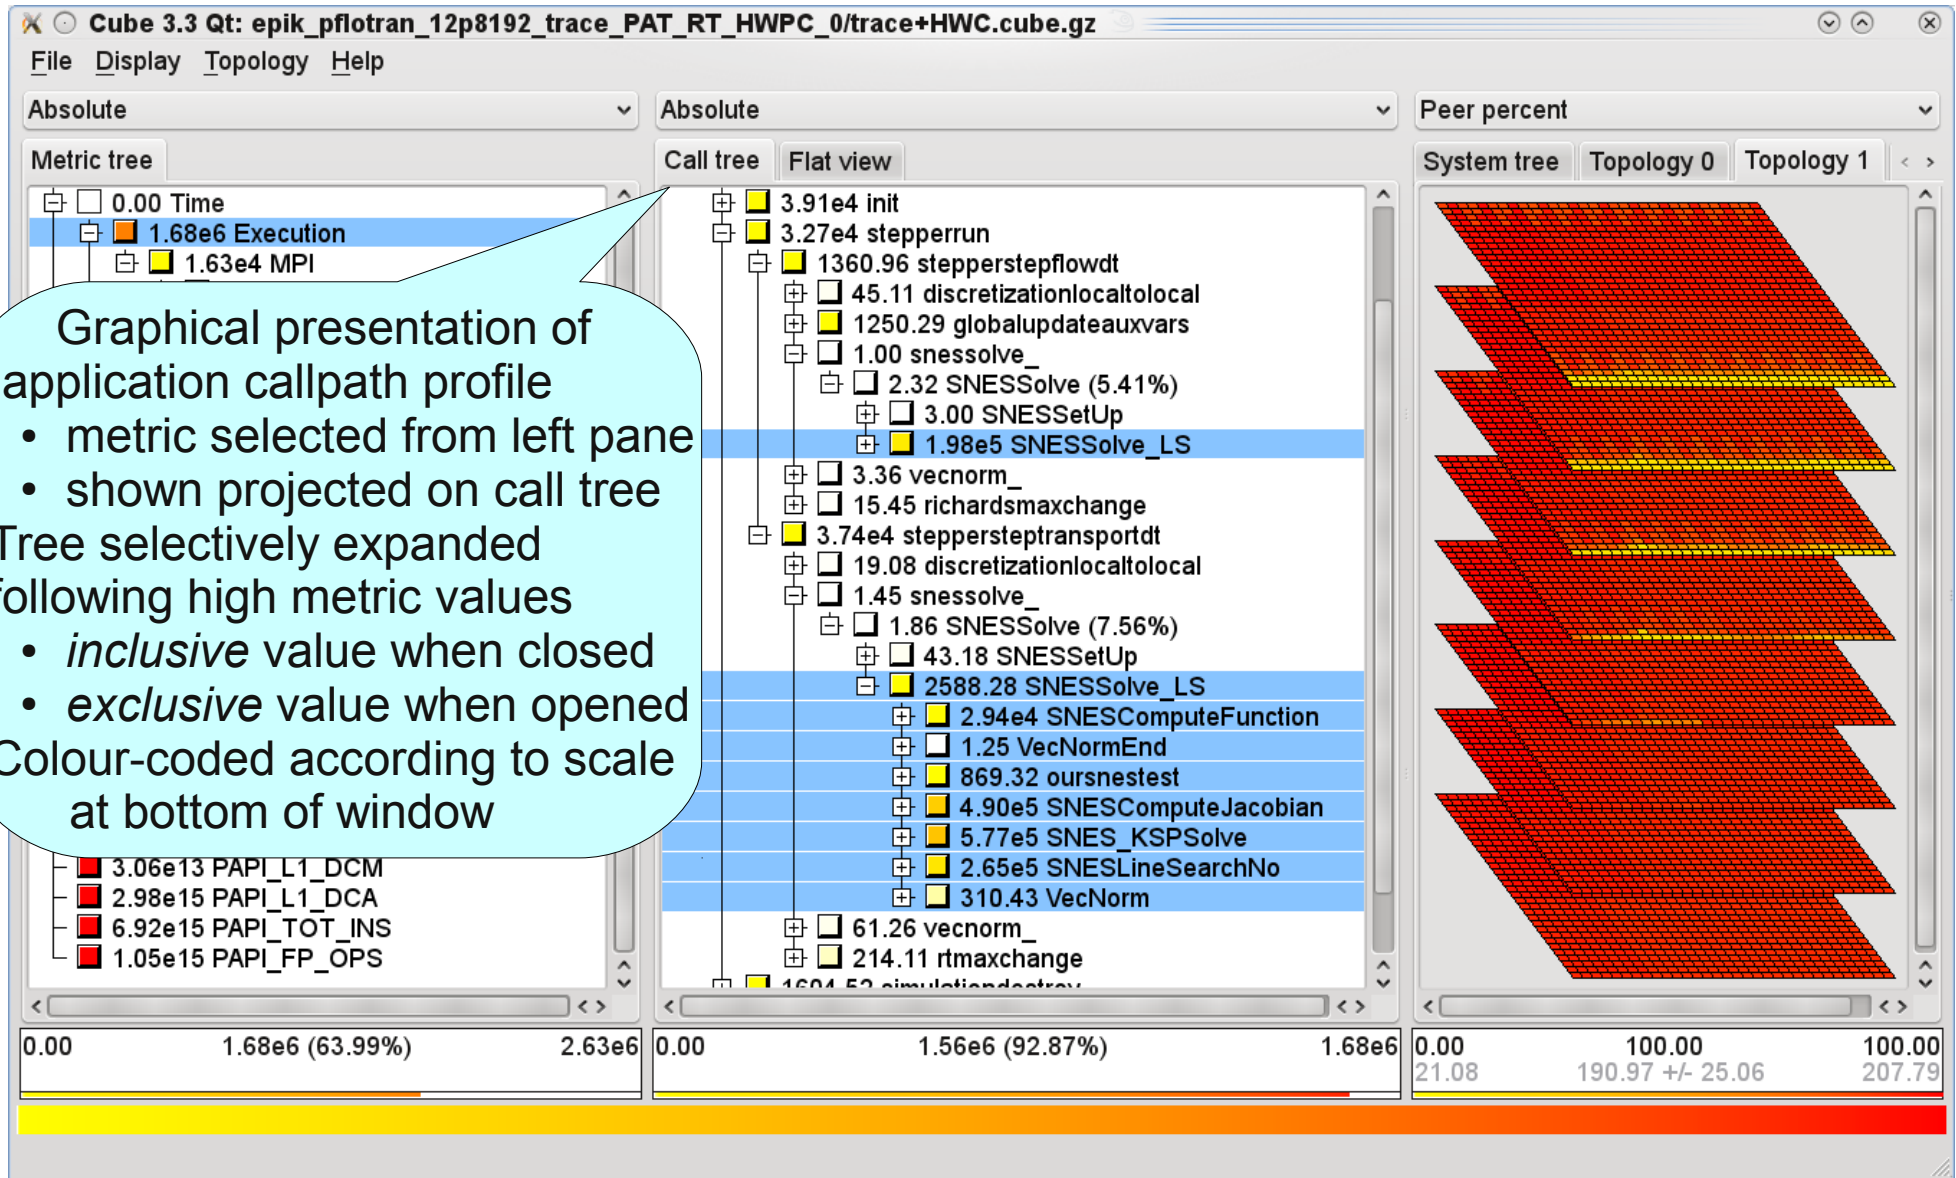 Cube 3.3 Qt: epik_pflotran_12p8192_trace_PAT_RT_HWPC_0/trace+HWC.cube.gz
File Display Topology Help
Absolute
Absolute
Peer percent
Metric tree
Call tree Flat view
System tree Topology 0 Topology 1
0.00 Time
1.68e6 Execution
1.63e4 MPI
Graphical presentation of
application callpath profile
• metric selected from left pane
• shown projected on call tree
Tree selectively expanded
following high metric values
• inclusive value when closed
• exclusive value when opened
Colour-coded according to scale
at bottom of window
3.06e13 PAPI_L1_DCM
2.98e15 PAPI_L1_DCA
6.92e15 PAPI_TOT_INS
1.05e15 PAPI_FP_OPS
3.91e4 init
3.27e4 stepperrun
1360.96 stepperstepflowdt
45.11 discretizationlocaltolocal
1250.29 globalupdateauxvars
1.00 snessolve_
2.32 SNESSolve (5.41%)
3.00 SNESSetUp
1.98e5 SNESSolve_LS
3.36 vecnorm_
15.45 richardsmaxchange
3.74e4 steppersteptransportdt
19.08 discretizationlocaltolocal
1.45 snessolve_
1.86 SNESSolve (7.56%)
43.18 SNESSetUp
2588.28 SNESSolve_LS
2.94e4 SNESComputeFunction
1.25 VecNormEnd
869.32 oursnestest
4.90e5 SNESComputeJacobian
5.77e5 SNES_KSPSolve
2.65e5 SNESLineSearchNo
310.43 VecNorm
61.26 vecnorm_
214.11 rtmaxchange
1604.52 simulationdestroy
0.00 1.68e6 (63.99%) 2.63e6
0.00 1.56e6 (92.87%) 1.68e6
0.00 100.00 100.00
21.08 190.97 +/- 25.06 207.79